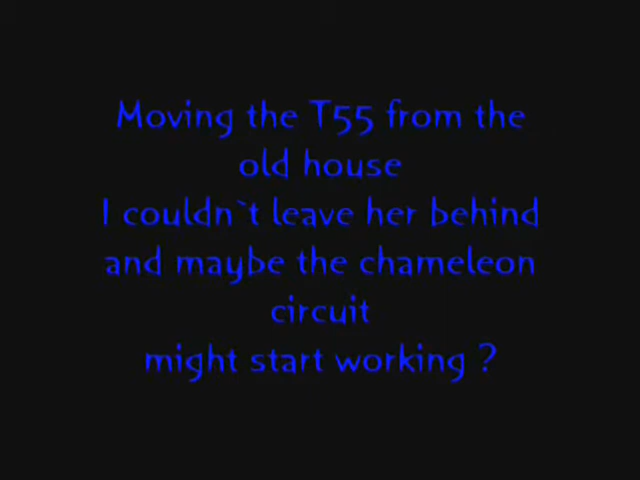 Moving the T55 from the
old house
I couldn`t leave her behind
and maybe the chameleon
circuit
might start working ?